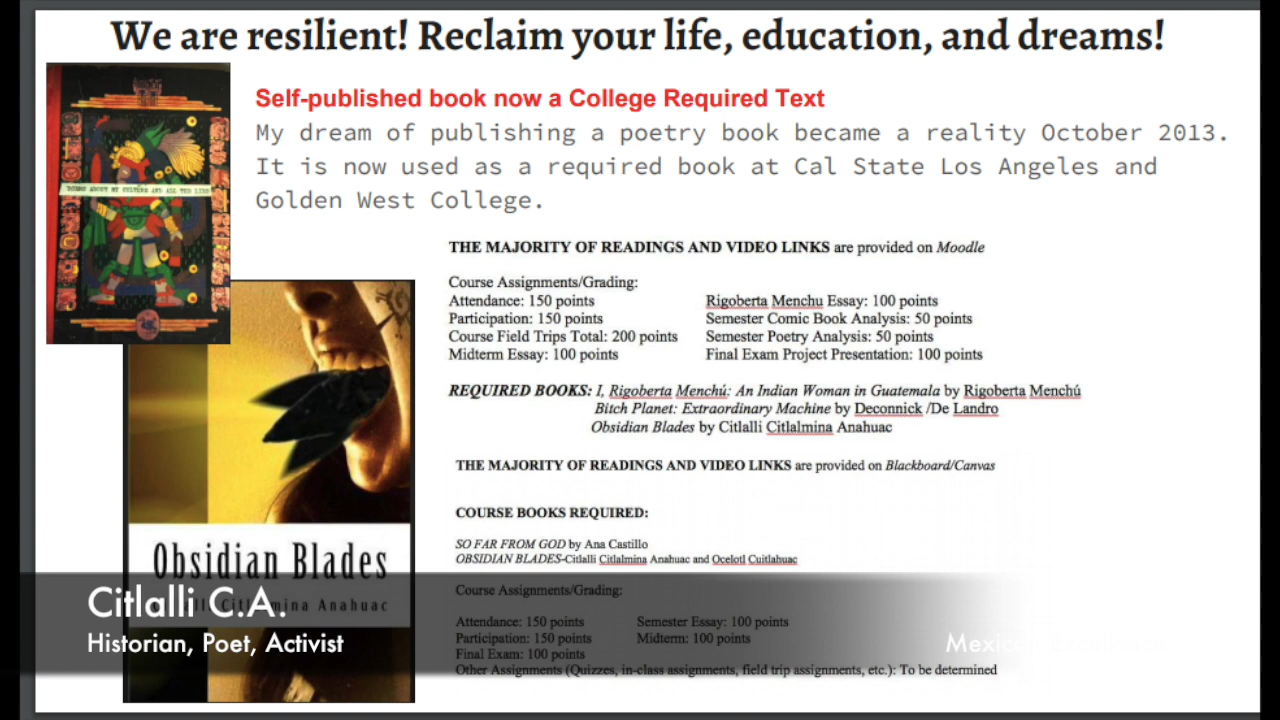 We are resilient! Reclaim your life, education, and dreams!
Self-published book now a College Required Text
My dream of publishing a poetry book became a reality October 2013.
It is now used as a required book at Cal State Los Angeles and
Golden West College.
POEMS ABOUT MY CULTURE AND ALL THE LIKE
THE MAJORITY OF READINGS AND VIDEO LINKS are provided on Moodle
Course Assignments/Grading:
Attendance: 150 points Rigoberta Menchu Essay: 100 points
Participation: 150 points Semester Comic Book Analysis: 50 points
Course Field Trips Total: 200 points Semester Poetry Analysis: 50 points
Midterm Essay: 100 points Final Exam Project Presentation: 100 points
REQUIRED BOOKS: I, Rigoberta Menchú: An Indian Woman in Guatemala by Rigoberta Menchú
Bitch Planet: Extraordinary Machine by Deconnick /De Landro
Obsidian Blades by Citlalli Citlalmina Anahuac
THE MAJORITY OF READINGS AND VIDEO LINKS are provided on Blackboard/Canvas
COURSE BOOKS REQUIRED:
SO FAR FROM GOD by Ana Castillo
OBSIDIAN BLADES-Citlalli Citlalmina Anahuac and Ocelotl Cuitlahuac
Course Assignments/Grading:
Attendance: 150 points Semester Essay: 100 points
Participation: 150 points Midterm: 100 points
Final Exam: 100 points
Other Assignments (Quizzes, in-class assignments, field trip assignments, etc.): To be determined
Obsidian Blades
Anahuac
Citlalli C.A.
Historian, Poet, Activist